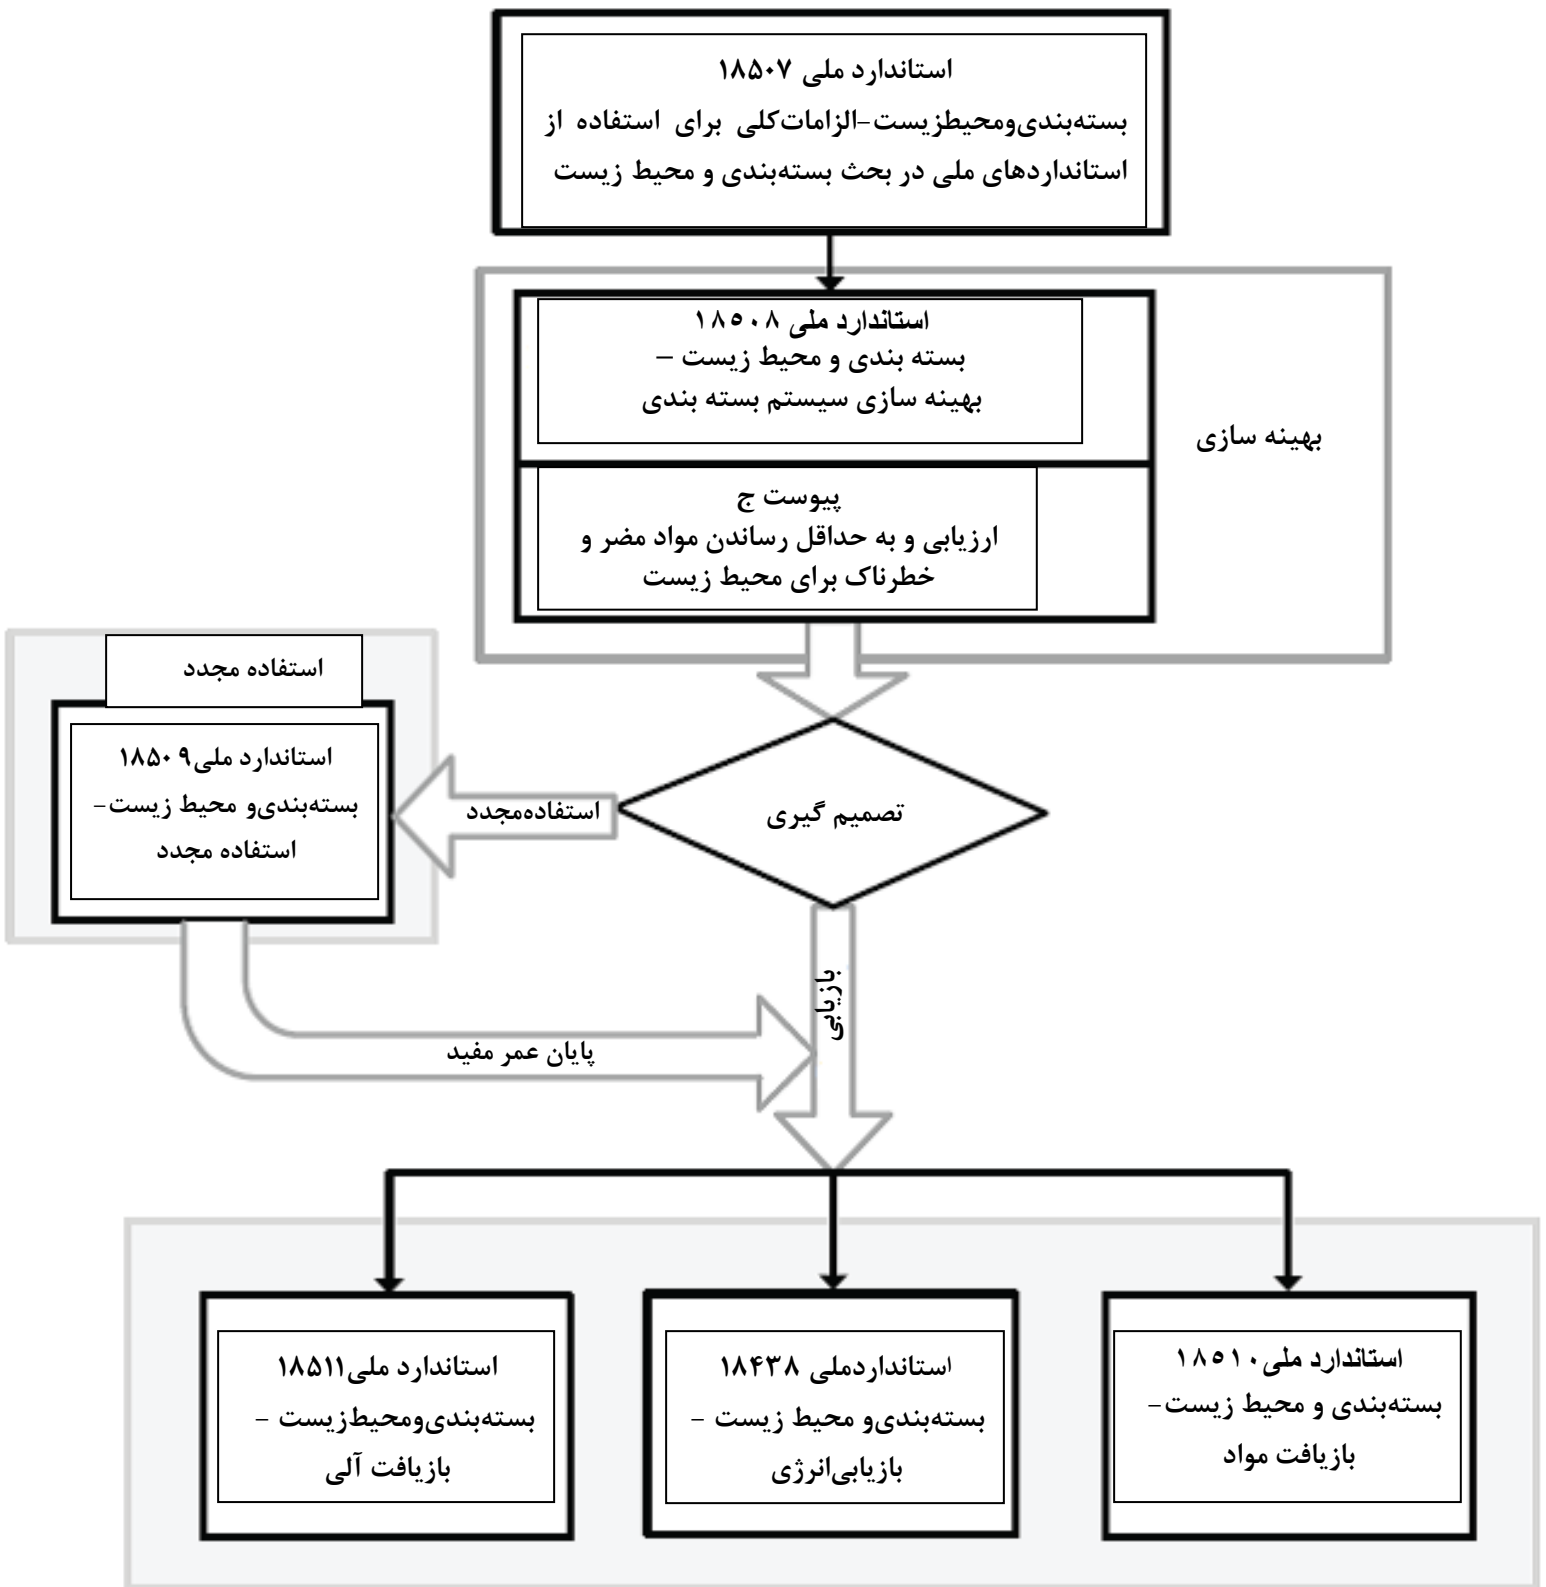 استاندارد ملی ۱۸۵۰۷
بسته‌بندی‌ومحیطزیست-الزامات‌کلی برای استفاده از
استانداردهای ملی در بحث بسته‌بندی و محیط زیست
استاندارد ملی ۱۸۵۰۸
بسته بندی و محیط زیست –
بهینه سازی سیستم بسته بندی
بهینه سازی
پیوست ج
ارزیابی و به حداقل رساندن مواد مضر و
خطرناک برای محیط زیست
استفاده مجدد
استاندارد ملی۱۸۵۰۹
بسته‌بندی‌و محیط زیست-
استفاده مجدد
استفاده‌مجدد
تصمیم گیری
بازیابی
پایان عمر مفید
استاندارد ملی۱۸۵۱۰
بسته‌بندی و محیط زیست-
بازیافت مواد
استانداردملی ۱۸۴۳۸
بسته‌بندی‌و محیط زیست -
بازیابی‌انرژی
استاندارد ملی۱۸۵۱۱
بسته‌بندی‌ومحیط‌زیست -
بازیافت آلی